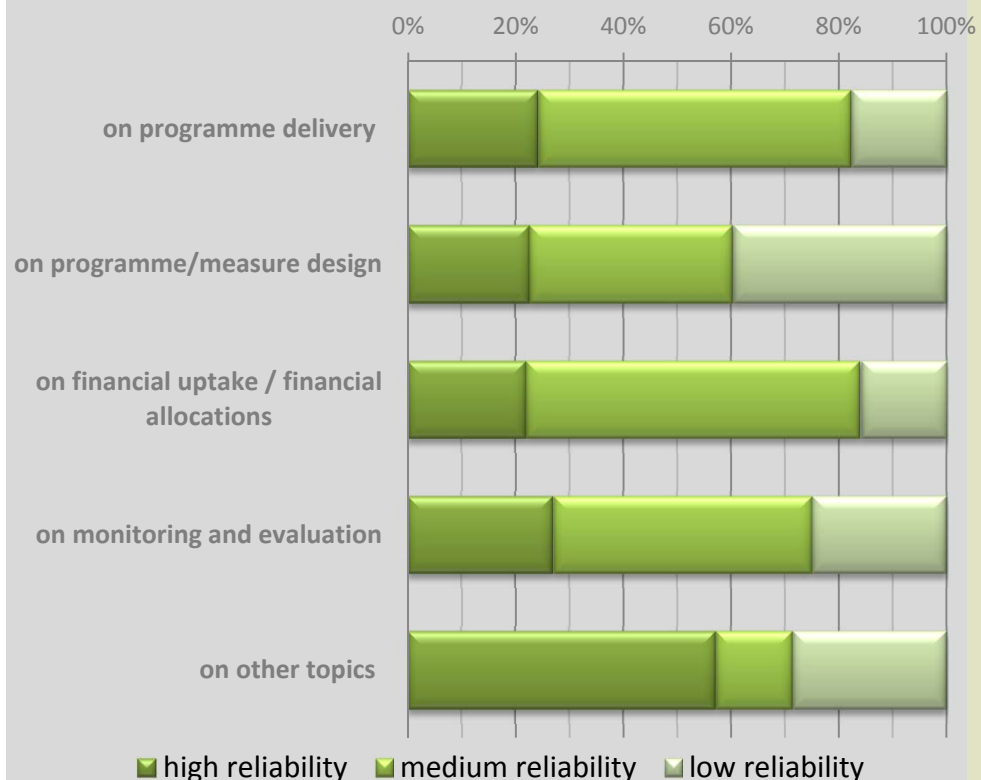 0% 20% 40% 60% 80% 100%
on programme delivery
on programme/measure design
on financial uptake / financial
allocations
on monitoring and evaluation
on other topics
high reliability medium reliability low reliability